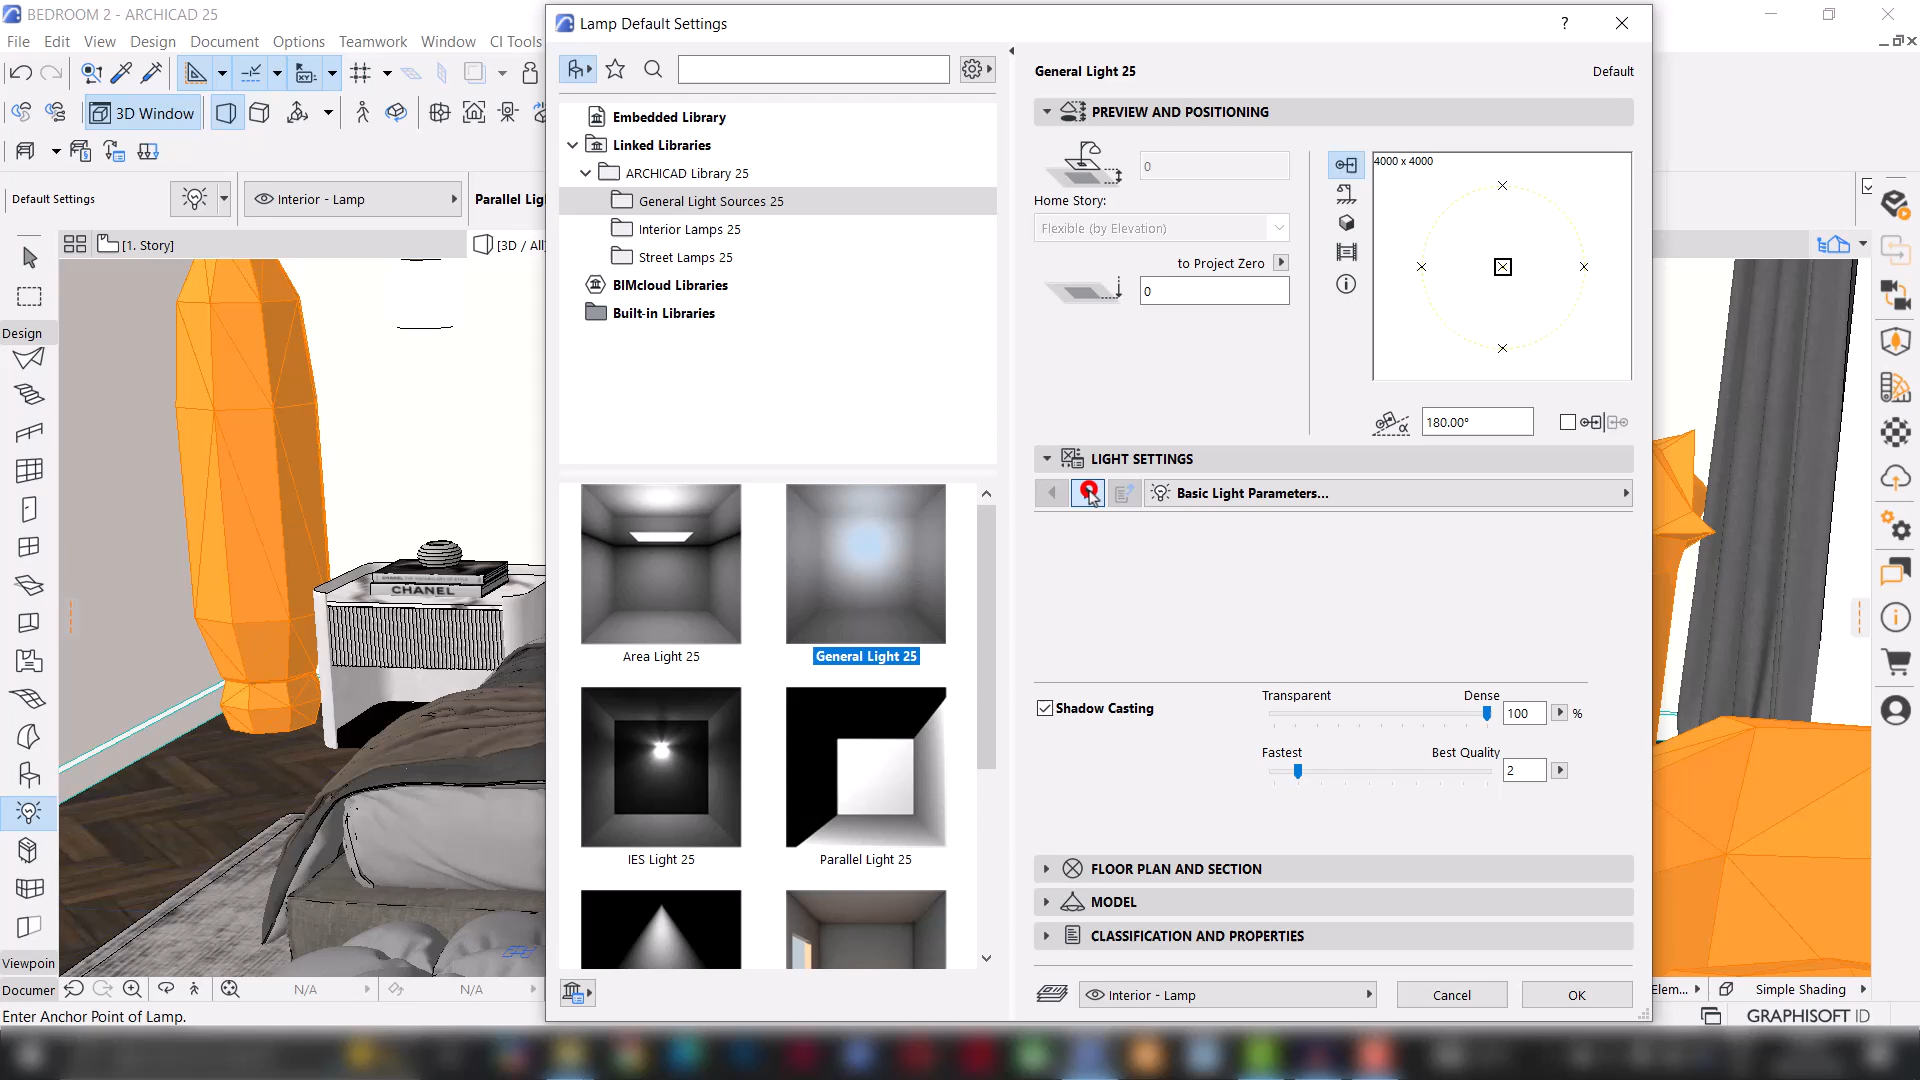 BEDROOM 2 - ARCHICAD 25
File Edit View Design Document Options Teamwork Window CI Tools
3D Window
Default Settings
Interior - Lamp
Parallel Lig
[1. Story]
[3D / All]
Design
CHANEL
Viewpoin
Documer
N/A
N/A
Enter Anchor Point of Lamp.
Lamp Default Settings
?
Embedded Library
Linked Libraries
ARCHICAD Library 25
General Light Sources 25
Interior Lamps 25
Street Lamps 25
BIMcloud Libraries
Built-in Libraries
Area Light 25
General Light 25
IES Light 25
Parallel Light 25
General Light 25
Default
PREVIEW AND POSITIONING
0
Home Story:
Flexible (by Elevation)
to Project Zero
0
4000 x 4000
180.00°
LIGHT SETTINGS
Basic Light Parameters...
Shadow Casting
Transparent
Dense
100 %
Fastest
Best Quality
2
FLOOR PLAN AND SECTION
MODEL
CLASSIFICATION AND PROPERTIES
Interior - Lamp
Cancel
OK
Elem...
Simple Shading
GRAPHISOFT ID